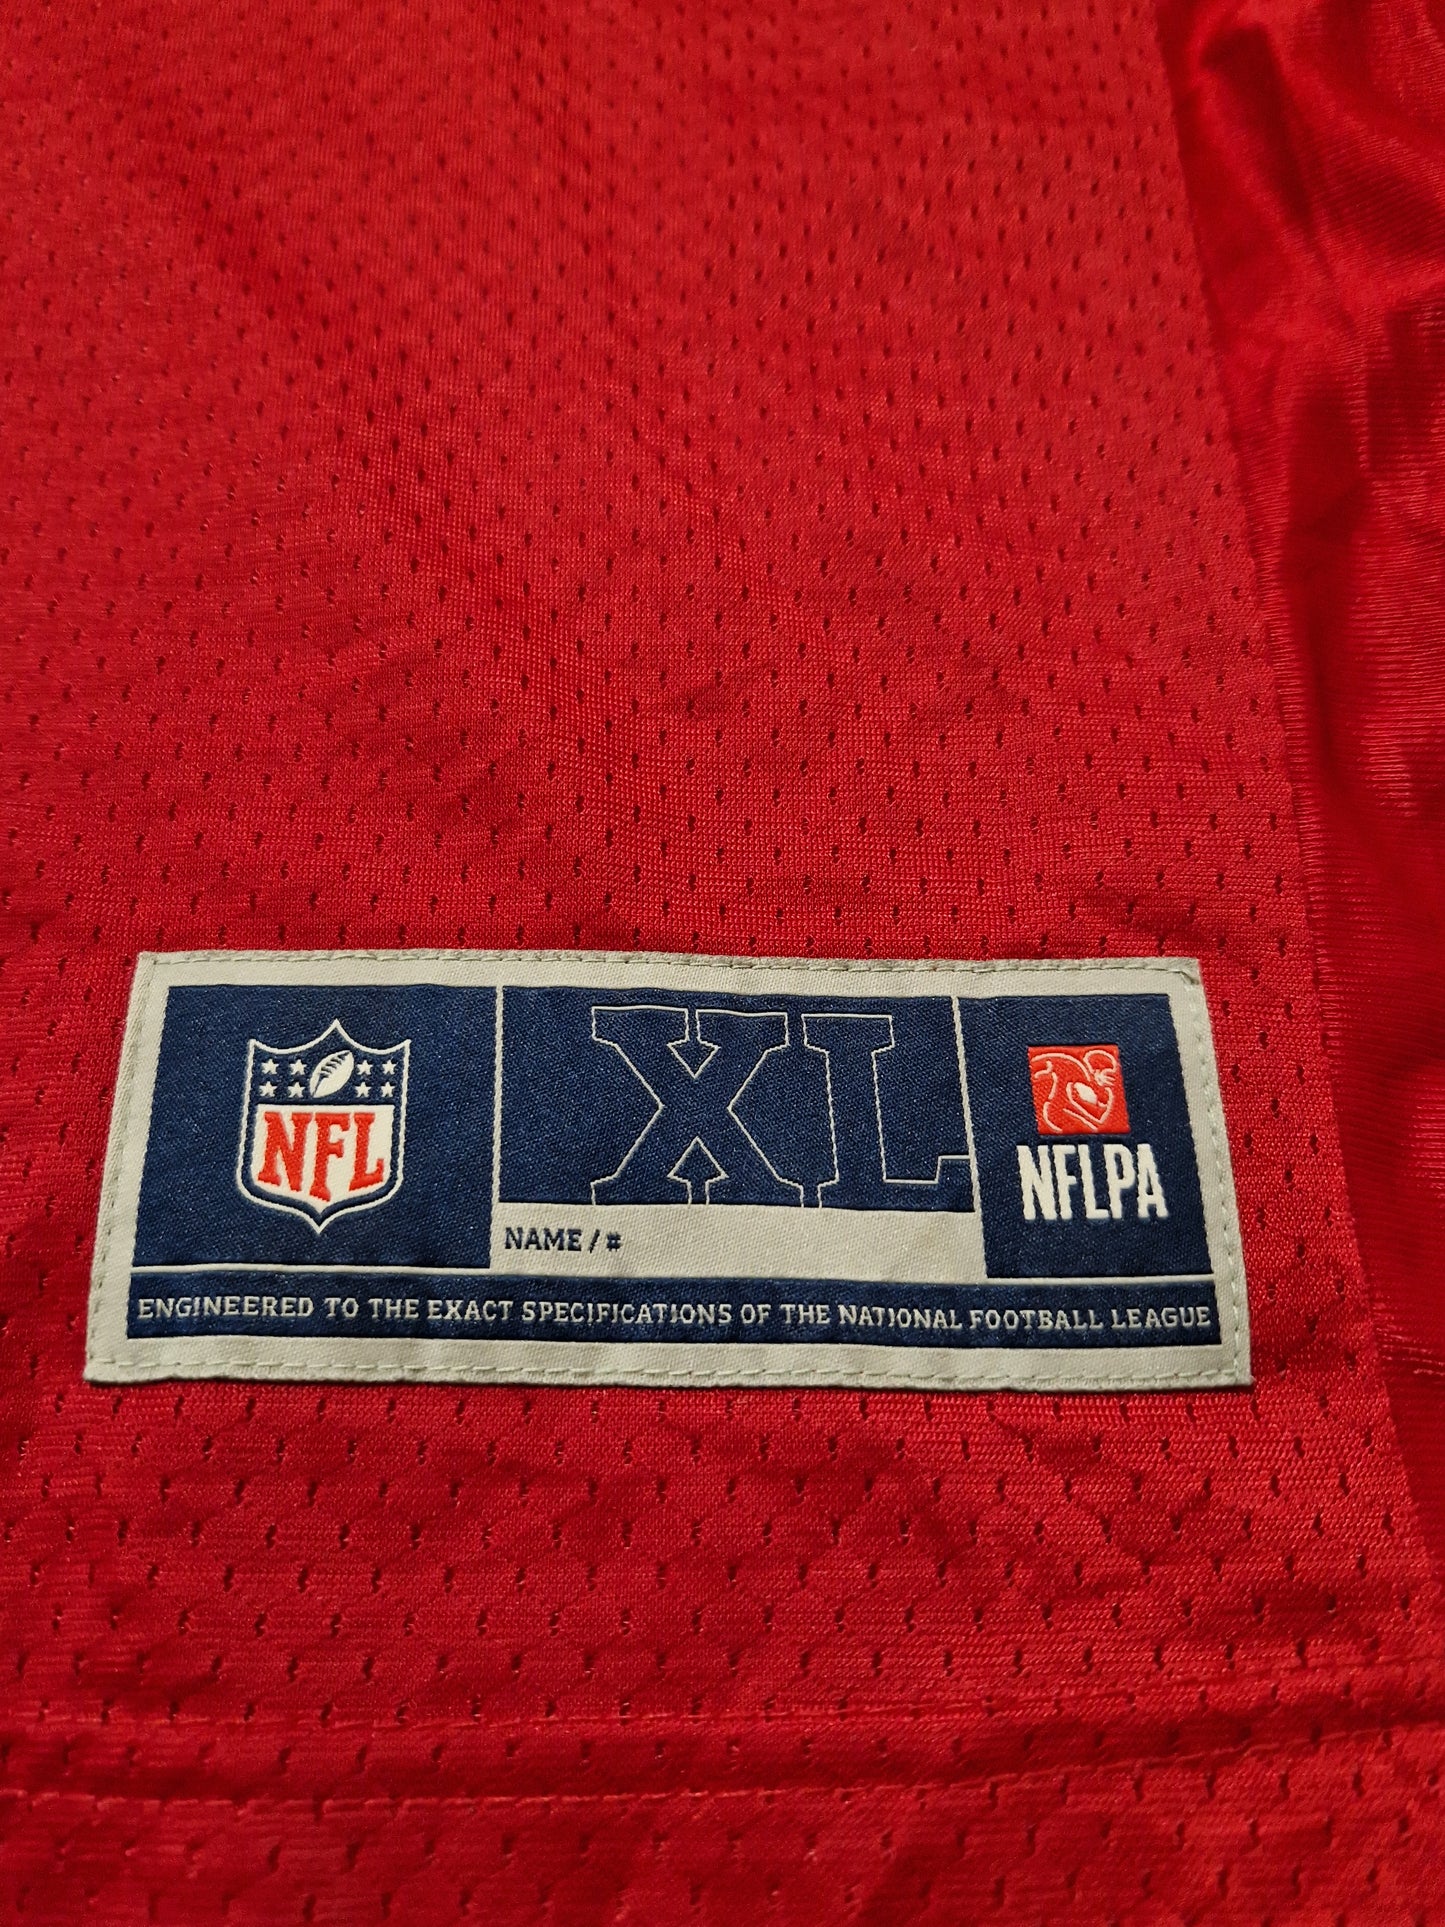 NFL
XL
NFLPA
NAME / #
ENGINEERED TO THE EXACT SPECIFICATIONS OF THE NATIONAL FOOTBALL LEAGUE